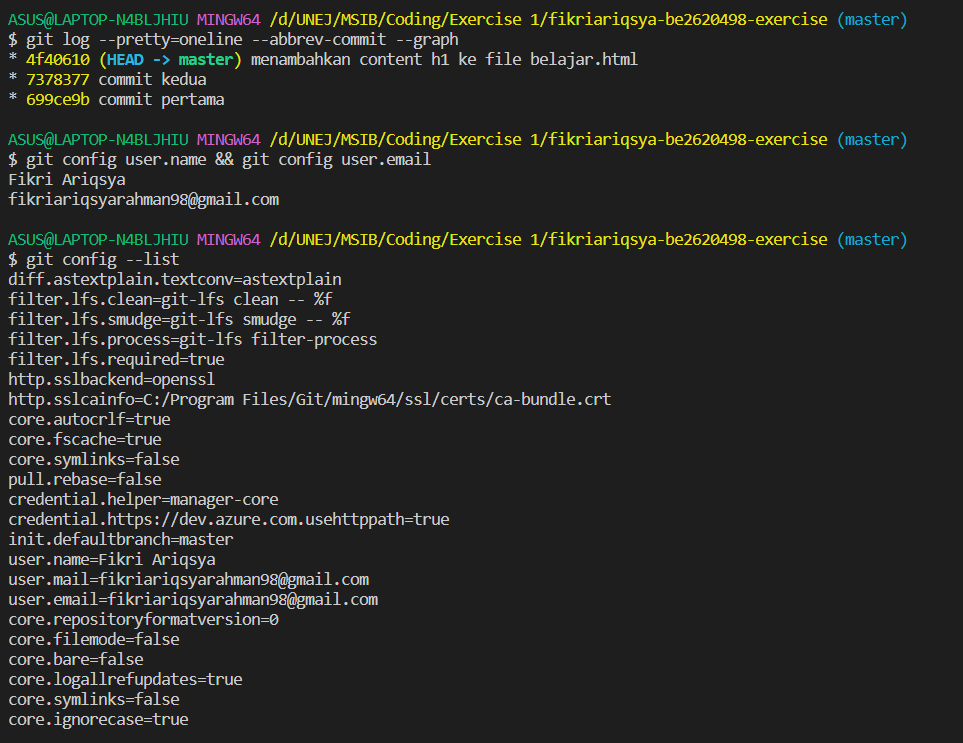 ASUS@LAPTOP-N4BLJHIU MINGW64 /d/UNEJ/MSIB/Coding/Exercise 1/fikriariqsya-be2620498-exercise (master)
$ git log --pretty=oneline --abbrev-commit --graph
* 4f40610 (HEAD -> master) menambahkan content h1 ke file belajar.html
* 7378377 commit kedua
* 699ce9b commit pertama

ASUS@LAPTOP-N4BLJHIU MINGW64 /d/UNEJ/MSIB/Coding/Exercise 1/fikriariqsya-be2620498-exercise (master)
$ git config user.name && git config user.email
Fikri Ariqsya
fikriariqsyarahman98@gmail.com

ASUS@LAPTOP-N4BLJHIU MINGW64 /d/UNEJ/MSIB/Coding/Exercise 1/fikriariqsya-be2620498-exercise (master)
$ git config --list
diff.astextplain.textconv=astextplain
filter.lfs.clean=git-lfs clean -- %f
filter.lfs.smudge=git-lfs smudge -- %f
filter.lfs.process=git-lfs filter-process
filter.lfs.required=true
http.sslbackend=openssl
http.sslcainfo=C:/Program Files/Git/mingw64/ssl/certs/ca-bundle.crt
core.autocrlf=true
core.fscache=true
core.symlinks=false
pull.rebase=false
credential.helper=manager-core
credential.https://dev.azure.com.usehttppath=true
init.defaultbranch=master
user.name=Fikri Ariqsya
user.mail=fikriariqsyarahman98@gmail.com
user.email=fikriariqsyarahman98@gmail.com
core.repositoryformatversion=0
core.filemode=false
core.bare=false
core.logallrefupdates=true
core.symlinks=false
core.ignorecase=true